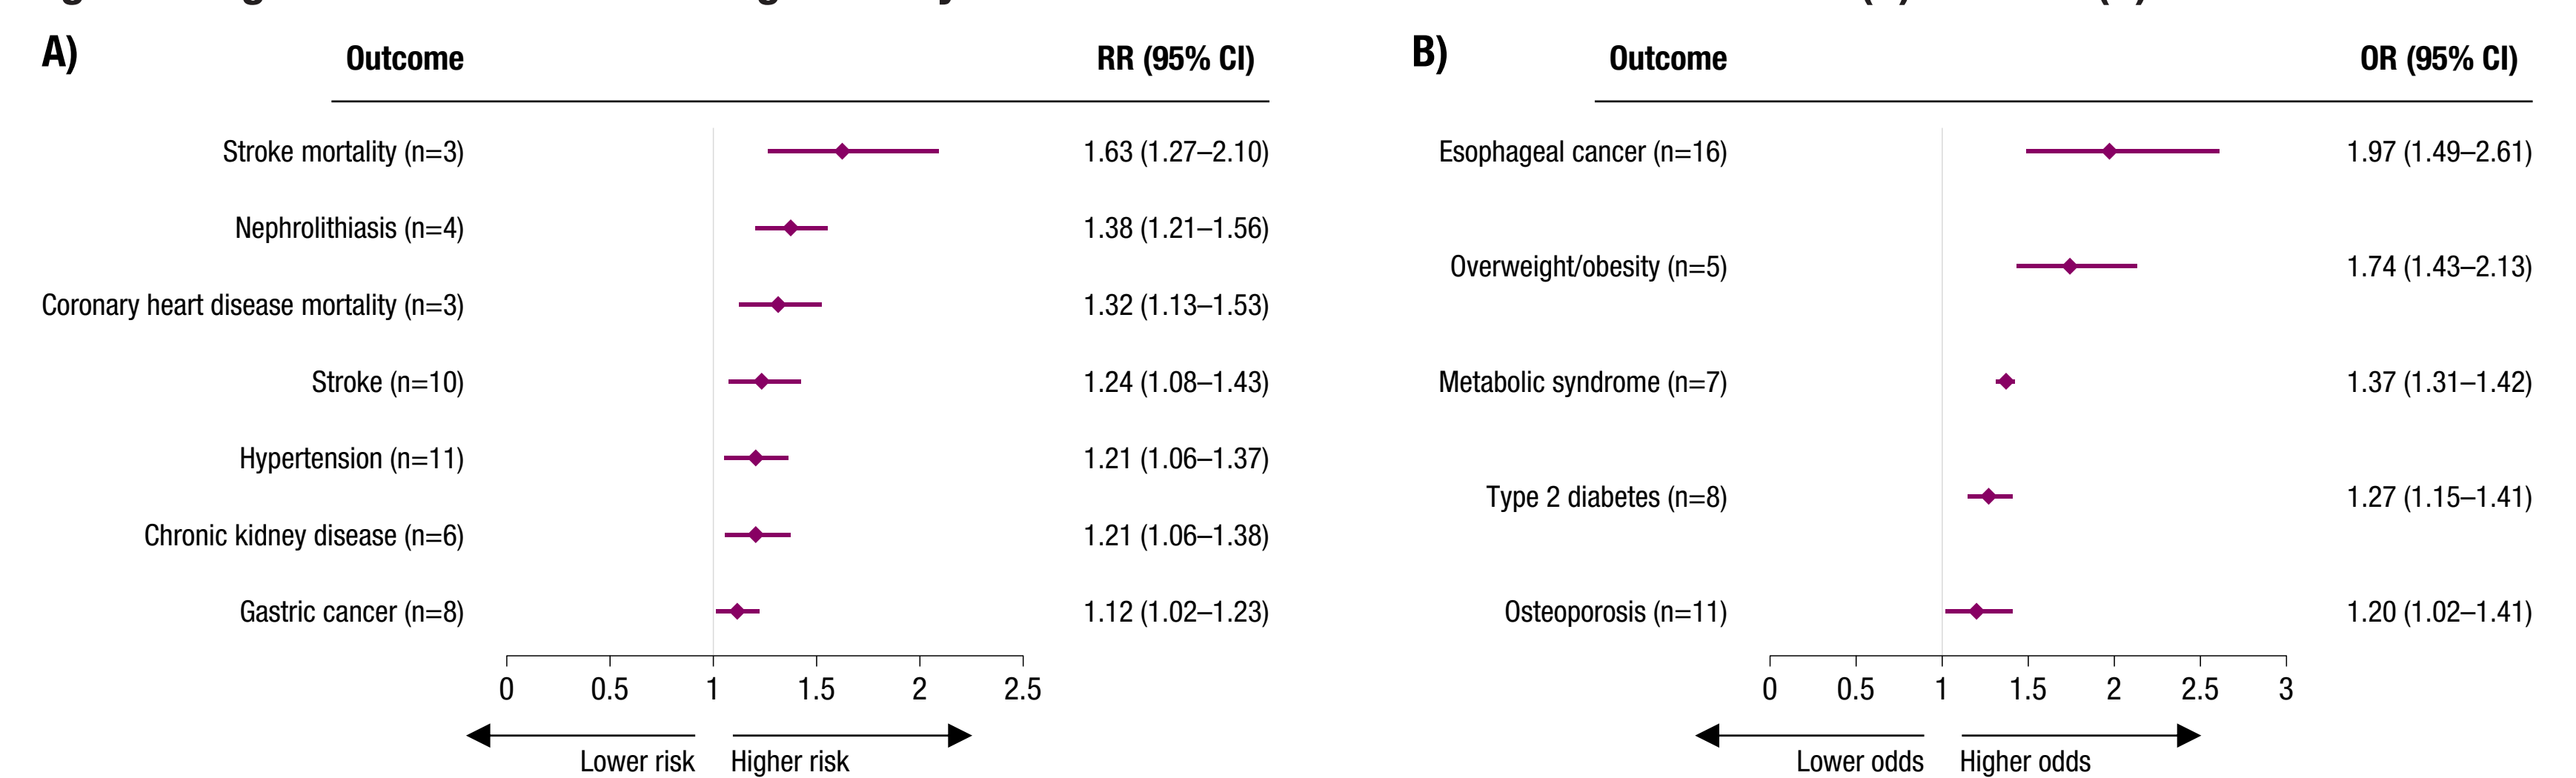 A)
Outcome RR (95% CI)
Stroke mortality (n=3) 1.63 (1.27–2.10)
Nephrolithiasis (n=4) 1.38 (1.21–1.56)
Coronary heart disease mortality (n=3) 1.32 (1.13–1.53)
Stroke (n=10) 1.24 (1.08–1.43)
Hypertension (n=11) 1.21 (1.06–1.37)
Chronic kidney disease (n=6) 1.21 (1.06–1.38)
Gastric cancer (n=8) 1.12 (1.02–1.23)
0 0.5 1 1.5 2 2.5
Lower risk Higher risk
B)
Outcome OR (95% CI)
Esophageal cancer (n=16) 1.97 (1.49–2.61)
Overweight/obesity (n=5) 1.74 (1.43–2.13)
Metabolic syndrome (n=7) 1.37 (1.31–1.42)
Type 2 diabetes (n=8) 1.27 (1.15–1.41)
Osteoporosis (n=11) 1.20 (1.02–1.41)
0 0.5 1 1.5 2 2.5 3
Lower odds Higher odds